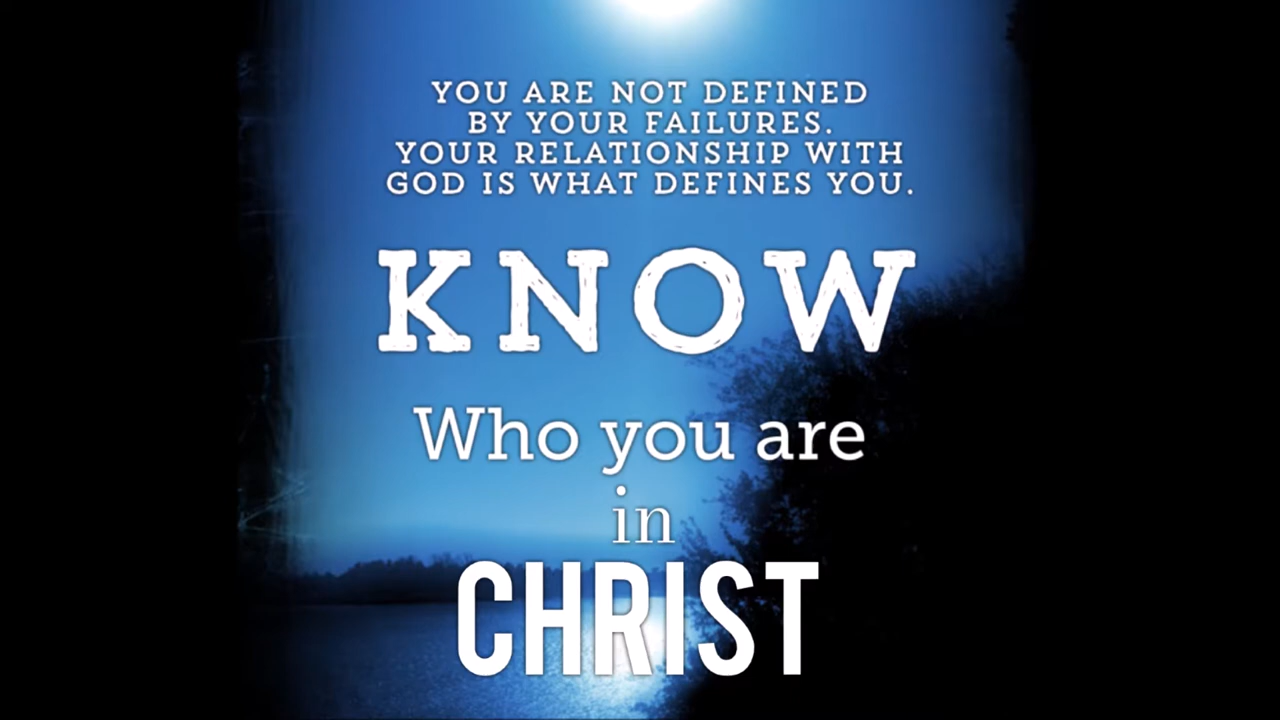 YOU ARE NOT DEFINED
BY YOUR FAILURES.
YOUR RELATIONSHIP WITH
GOD IS WHAT DEFINES YOU.
KNOW
Who you are
in
CHRIST